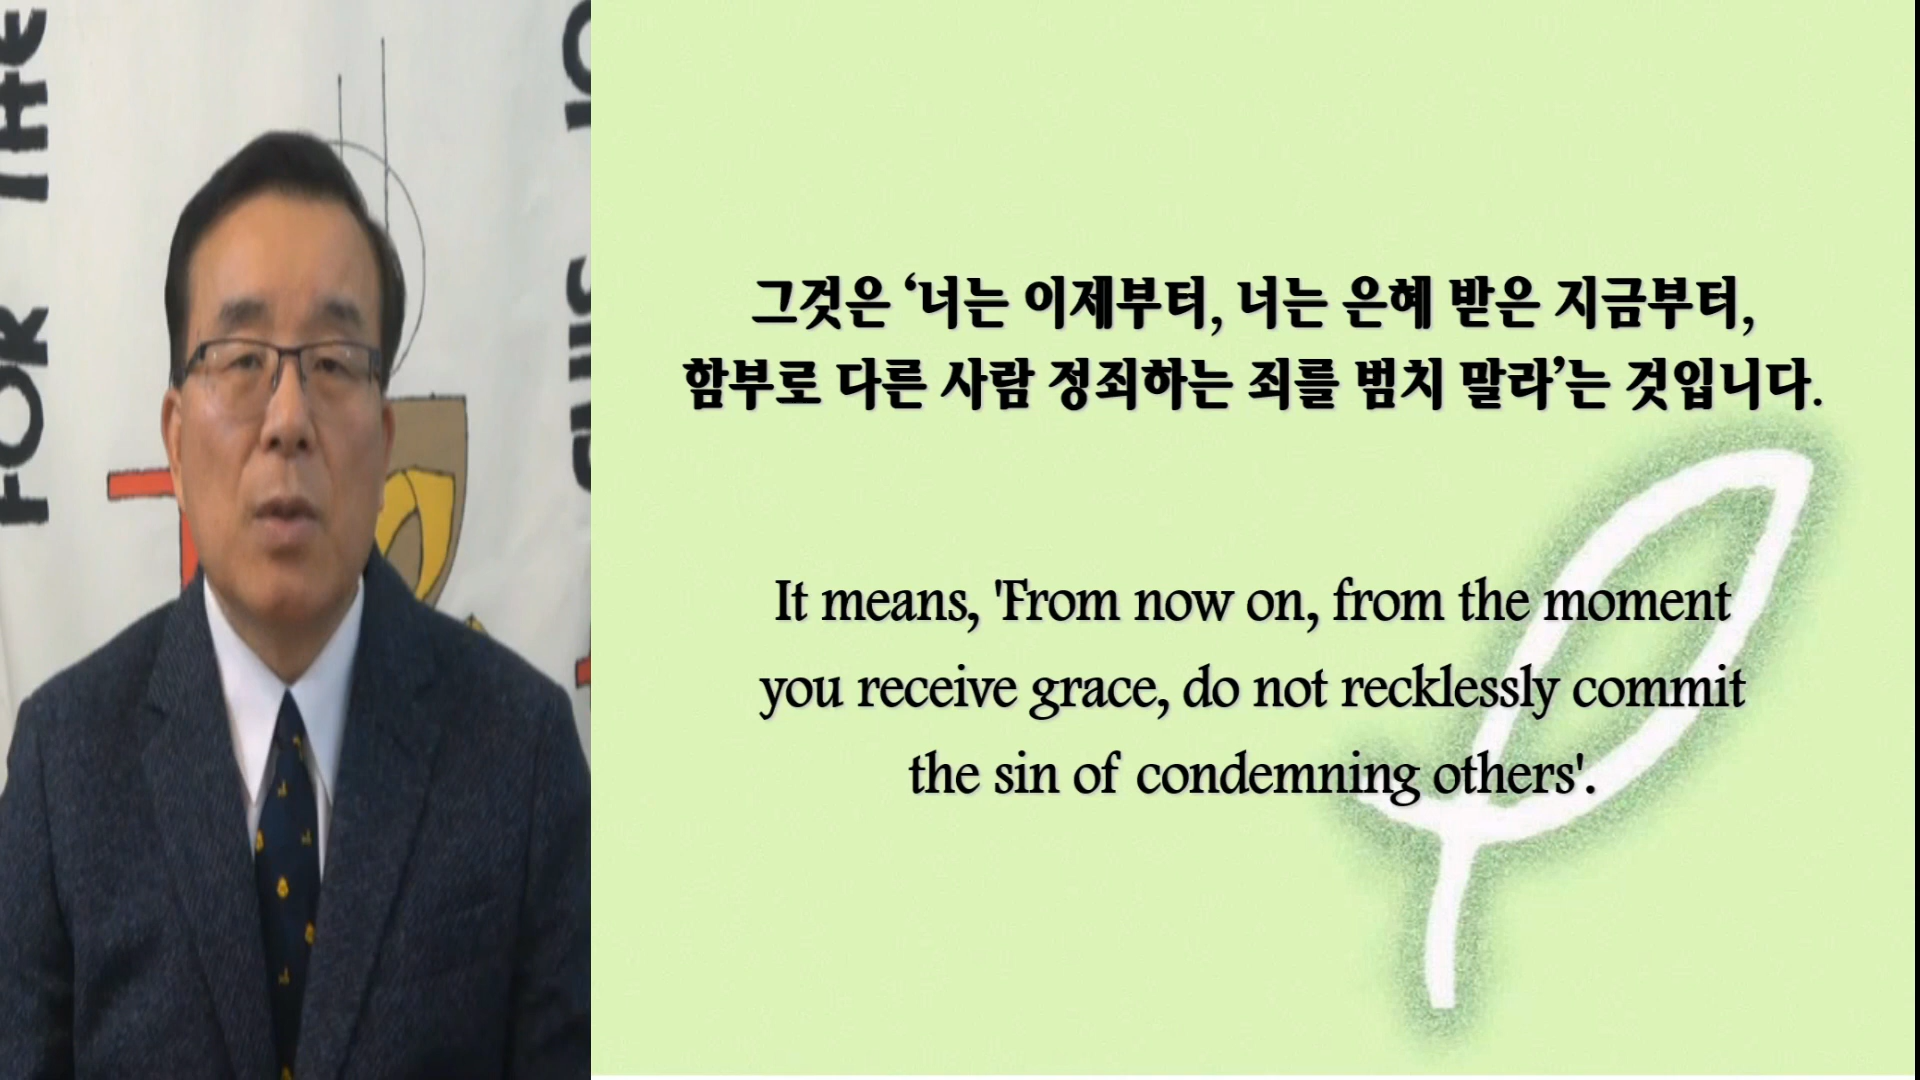 FOR THE
그것은 ‘너는 이제부터, 너는 은혜 받은 지금부터,
함부로 다른 사람 정죄하는 죄를 범치 말라’는 것입니다.
It means, 'From now on, from the moment
you receive grace, do not recklessly commit
the sin of condemning others'.